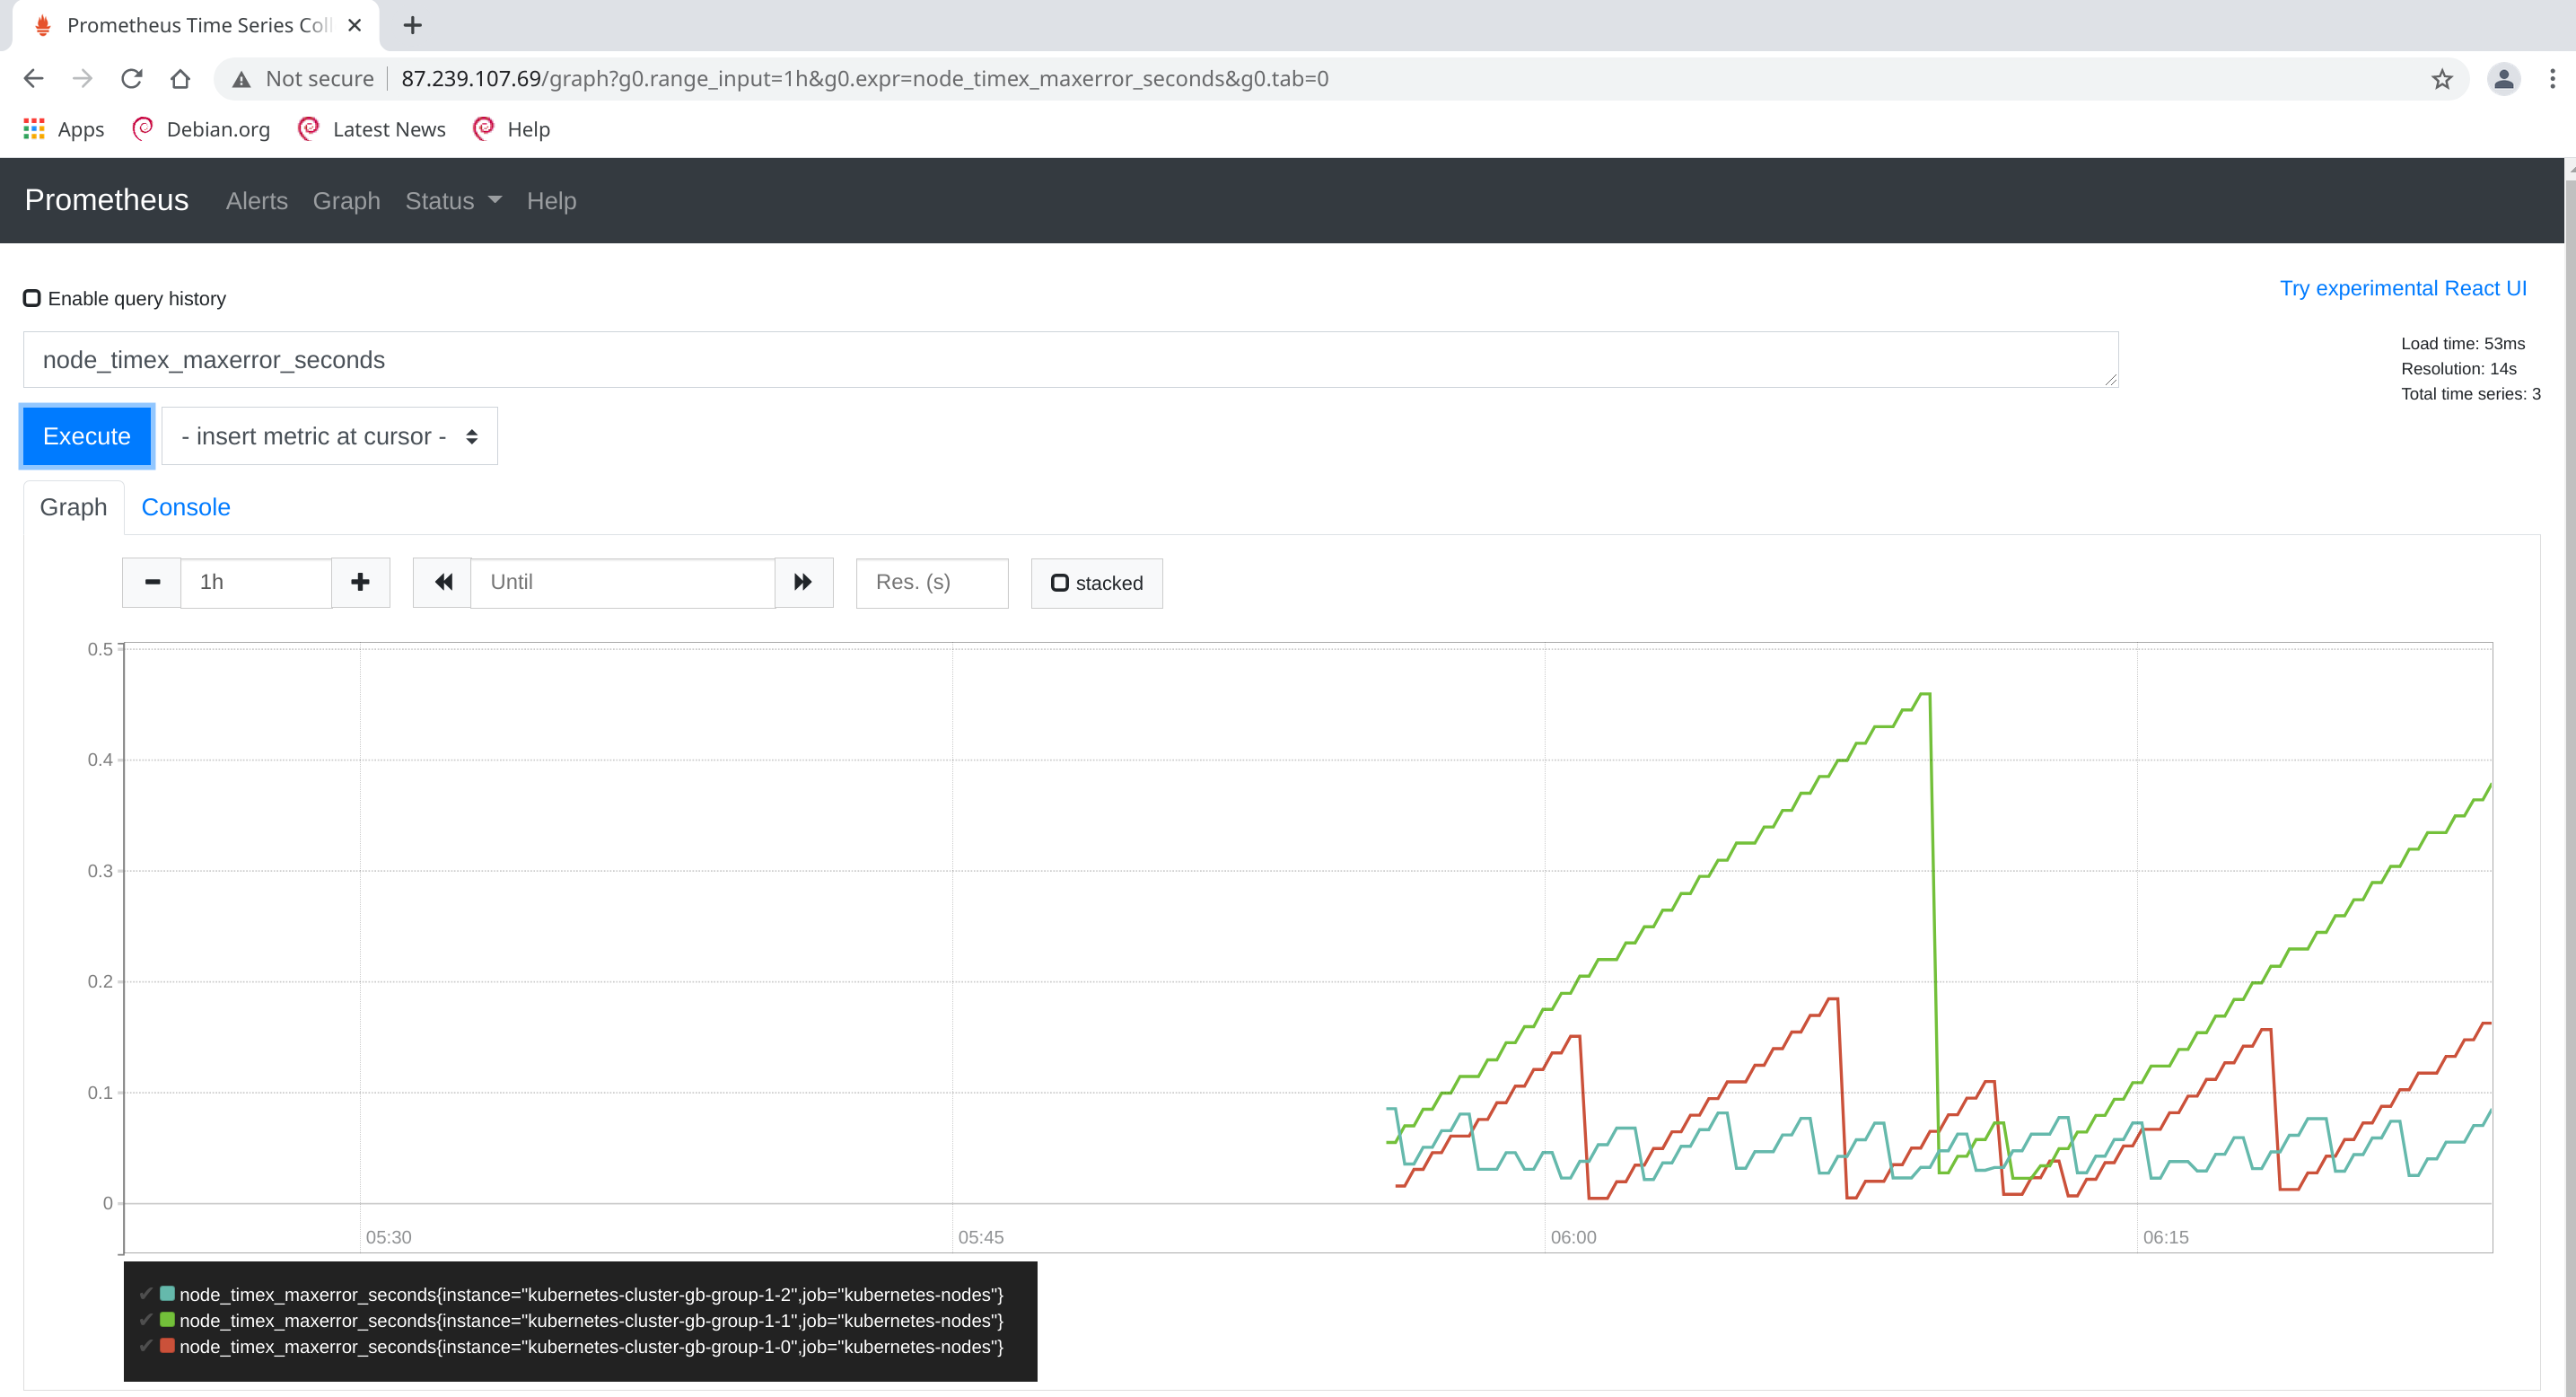 Prometheus Time Series Coll
Not secure 87.239.107.69/graph?g0.range_input=1h&g0.expr=node_timex_maxerror_seconds&g0.tab=0
Apps Debian.org Latest News Help
Prometheus Alerts Graph Status Help
Enable query history
Try experimental React UI
node_timex_maxerror_seconds
Load time: 53ms
Resolution: 14s
Total time series: 3
Execute - insert metric at cursor -
Graph Console
1h Until Res. (s) stacked
0.5
0.4
0.3
0.2
0.1
0
05:30 05:45 06:00 06:15
node_timex_maxerror_seconds{instance="kubernetes-cluster-gb-group-1-2",job="kubernetes-nodes"}
node_timex_maxerror_seconds{instance="kubernetes-cluster-gb-group-1-1",job="kubernetes-nodes"}
node_timex_maxerror_seconds{instance="kubernetes-cluster-gb-group-1-0",job="kubernetes-nodes"}